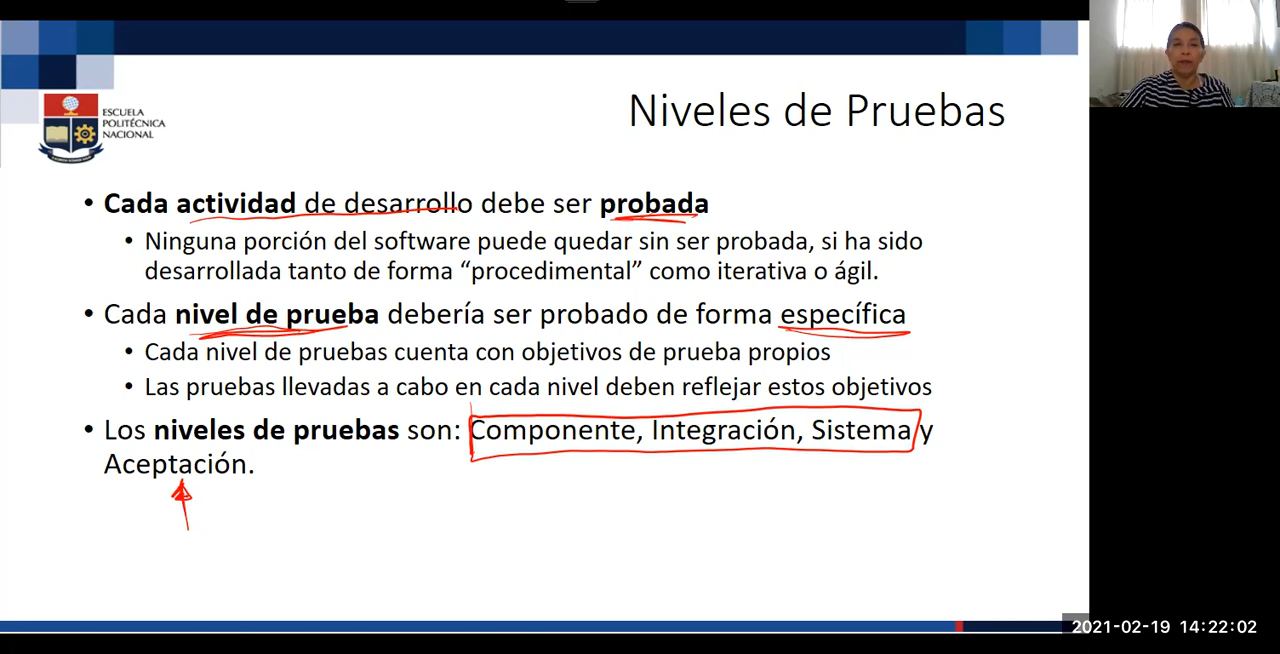 ESCUELA
POLITÉCNICA
NACIONAL
Niveles de Pruebas
• Cada actividad de desarrollo debe ser probada
• Ninguna porción del software puede quedar sin ser probada, si ha sido
desarrollada tanto de forma “procedimental” como iterativa o ágil.
• Cada nivel de prueba debería ser probado de forma específica
• Cada nivel de pruebas cuenta con objetivos de prueba propios
• Las pruebas llevadas a cabo en cada nivel deben reflejar estos objetivos
• Los niveles de pruebas son: Componente, Integración, Sistema y
Aceptación.
2021-02-19 14:22:02